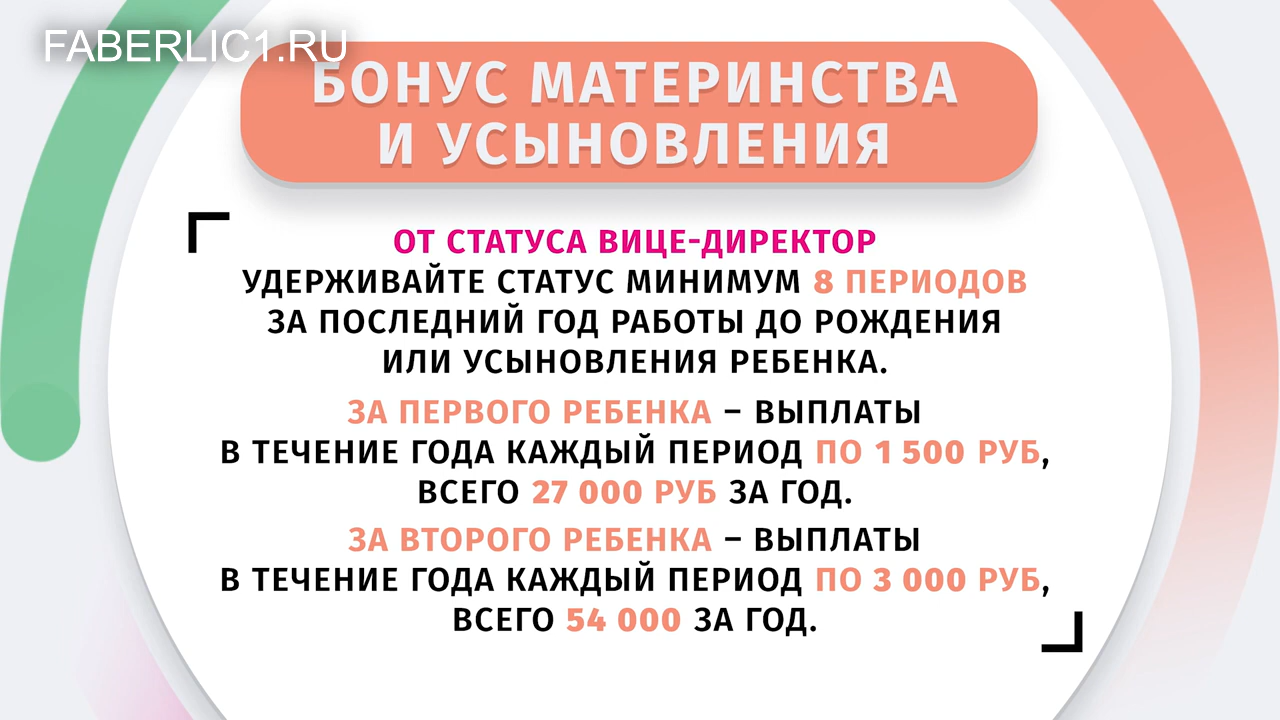 FABERLIC1.RU
БОНУС МАТЕРИНСТВА
И УСЫНОВЛЕНИЯ
ОТ СТАТУСА ВИЦЕ-ДИРЕКТОР
УДЕРЖИВАЙТЕ СТАТУС МИНИМУМ 8 ПЕРИОДОВ
ЗА ПОСЛЕДНИЙ ГОД РАБОТЫ ДО РОЖДЕНИЯ
ИЛИ УСЫНОВЛЕНИЯ РЕБЕНКА.
ЗА ПЕРВОГО РЕБЕНКА – ВЫПЛАТЫ
В ТЕЧЕНИЕ ГОДА КАЖДЫЙ ПЕРИОД ПО 1 500 РУБ,
ВСЕГО 27 000 РУБ ЗА ГОД.
ЗА ВТОРОГО РЕБЕНКА – ВЫПЛАТЫ
В ТЕЧЕНИЕ ГОДА КАЖДЫЙ ПЕРИОД ПО 3 000 РУБ,
ВСЕГО 54 000 ЗА ГОД.